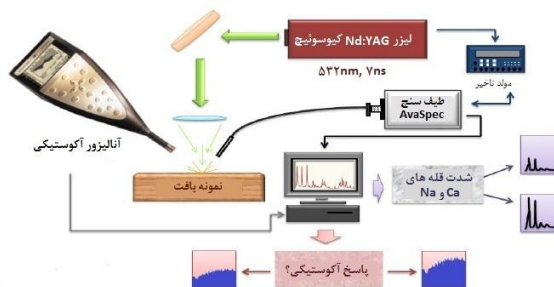 لیزر Nd:YAG کیوسوئیچ
۵۳۲nm, ۷ns
مولد تاخیر
طیف سنج
AvaSpec
آنالیزور آکوستیکی
نمونه بافت
شدت قله های
Na و Ca
پاسخ آکوستیکی؟